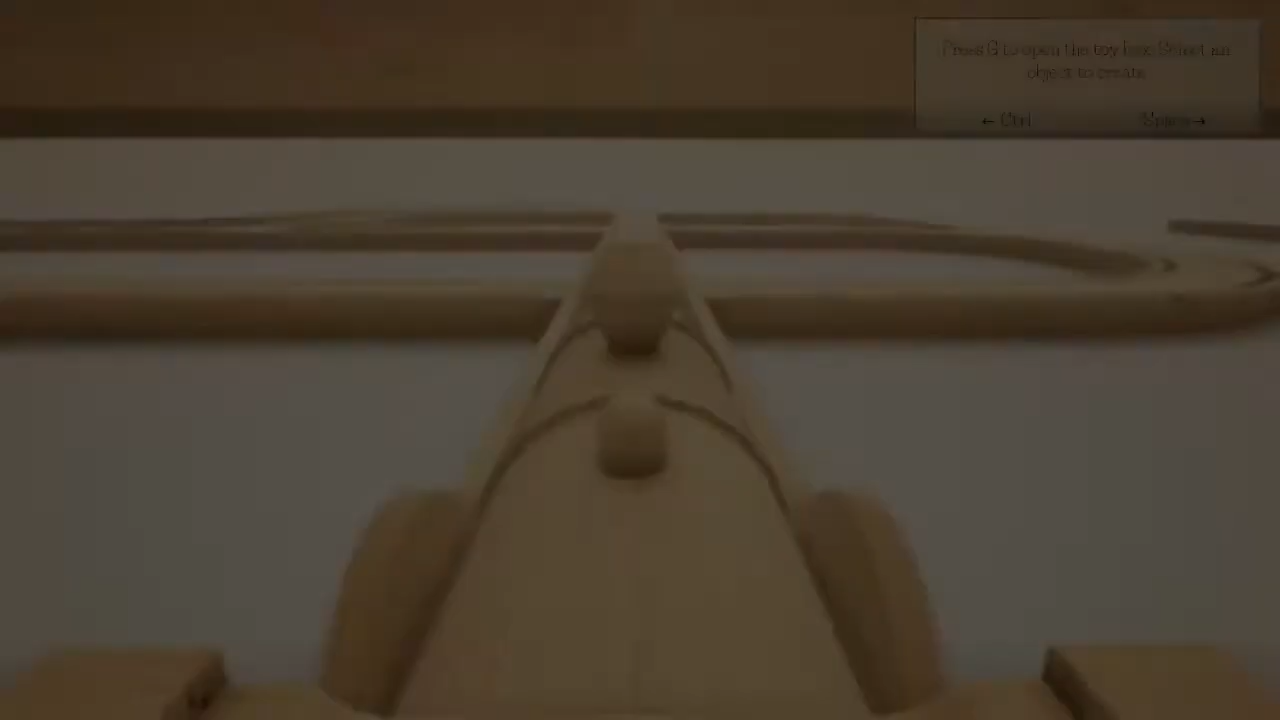 Press G to open the toy box. Select an
object to create
← Ctrl
Space →